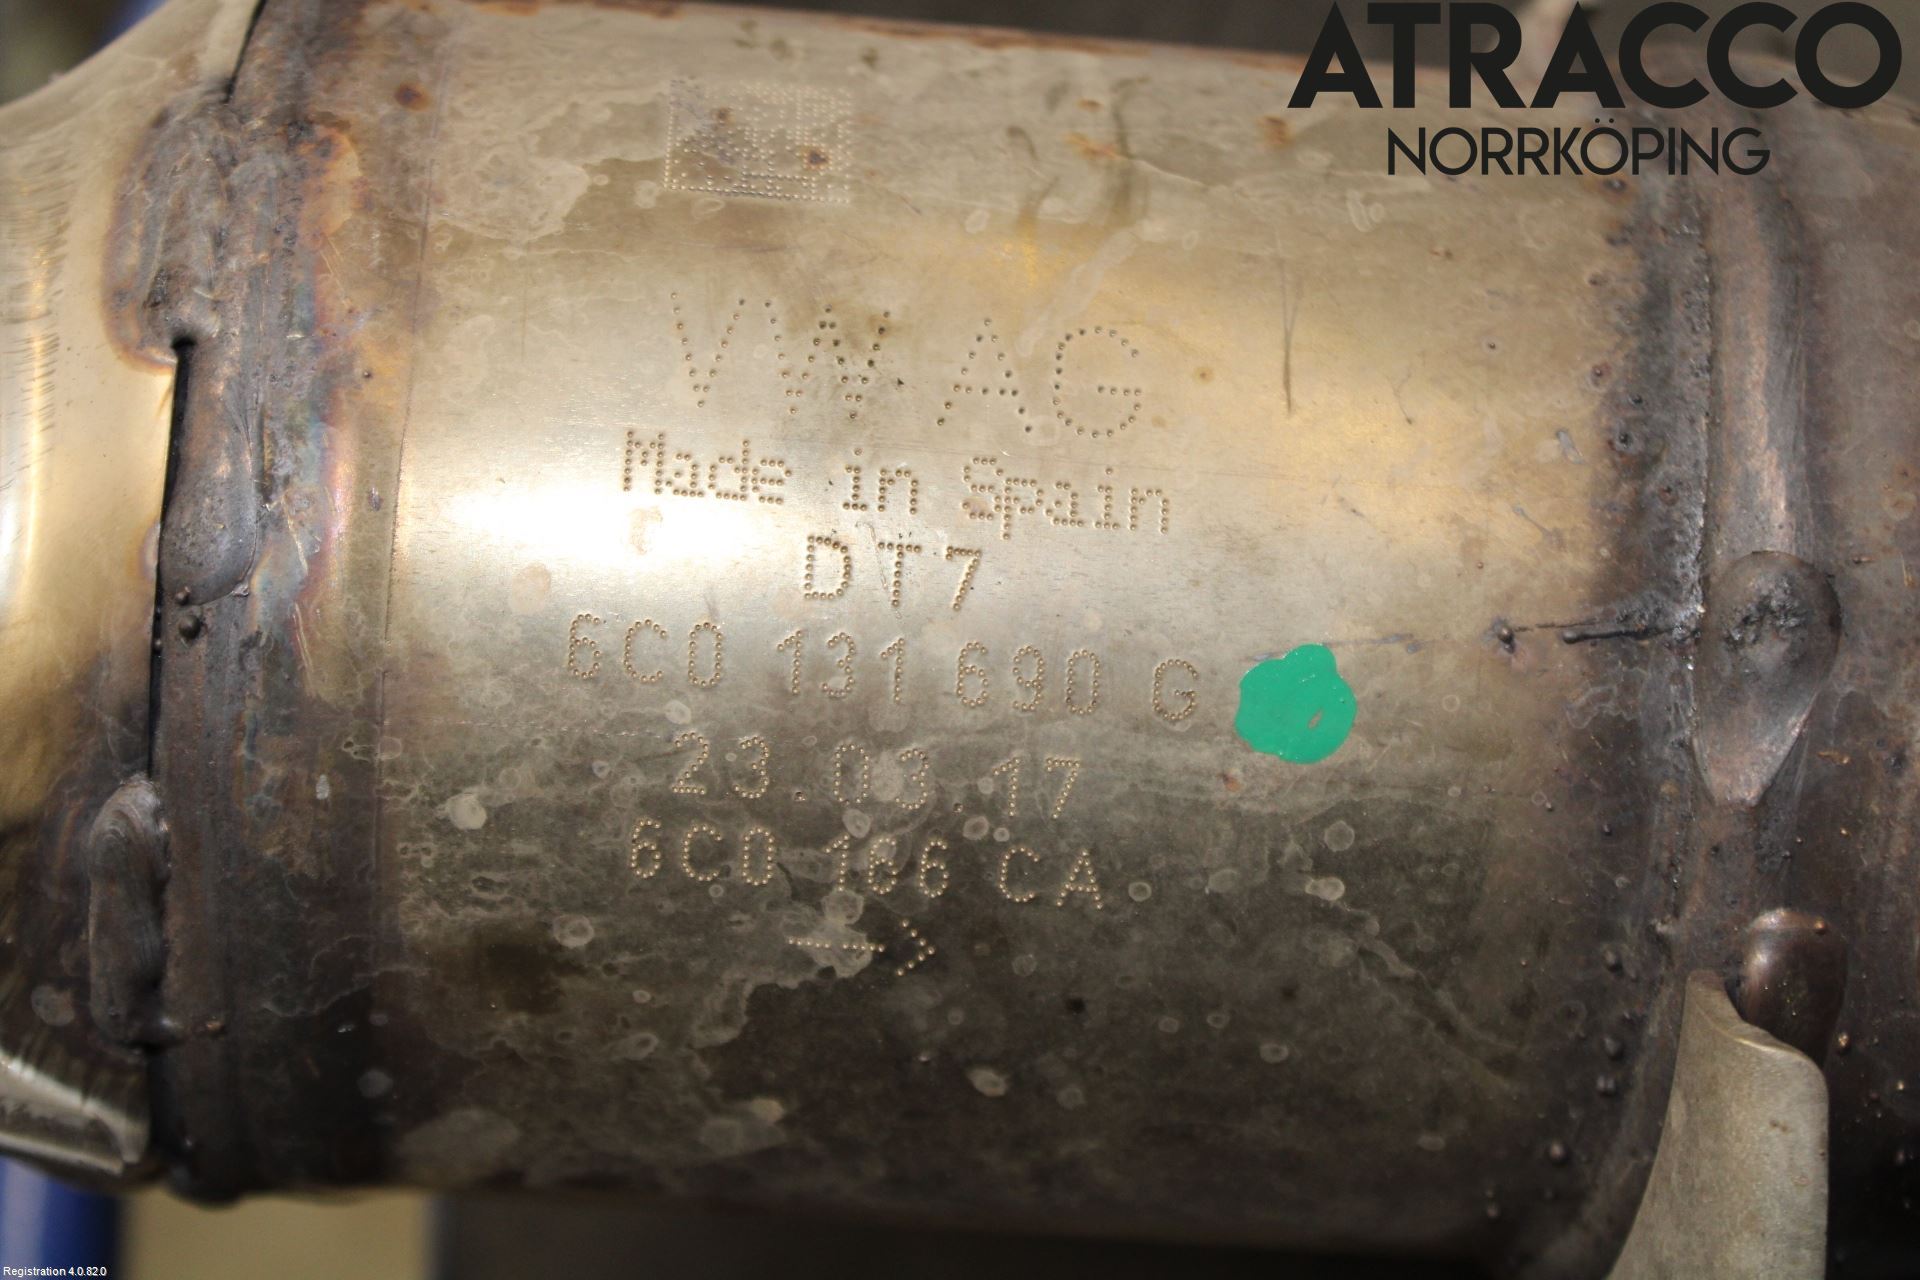 ATRACCO
NORRKÖPING
VW AG
Made in Spain
DT7
6C0 131 690 G
23.03.17
6C0 166 CA
Registration 4.0.82.0